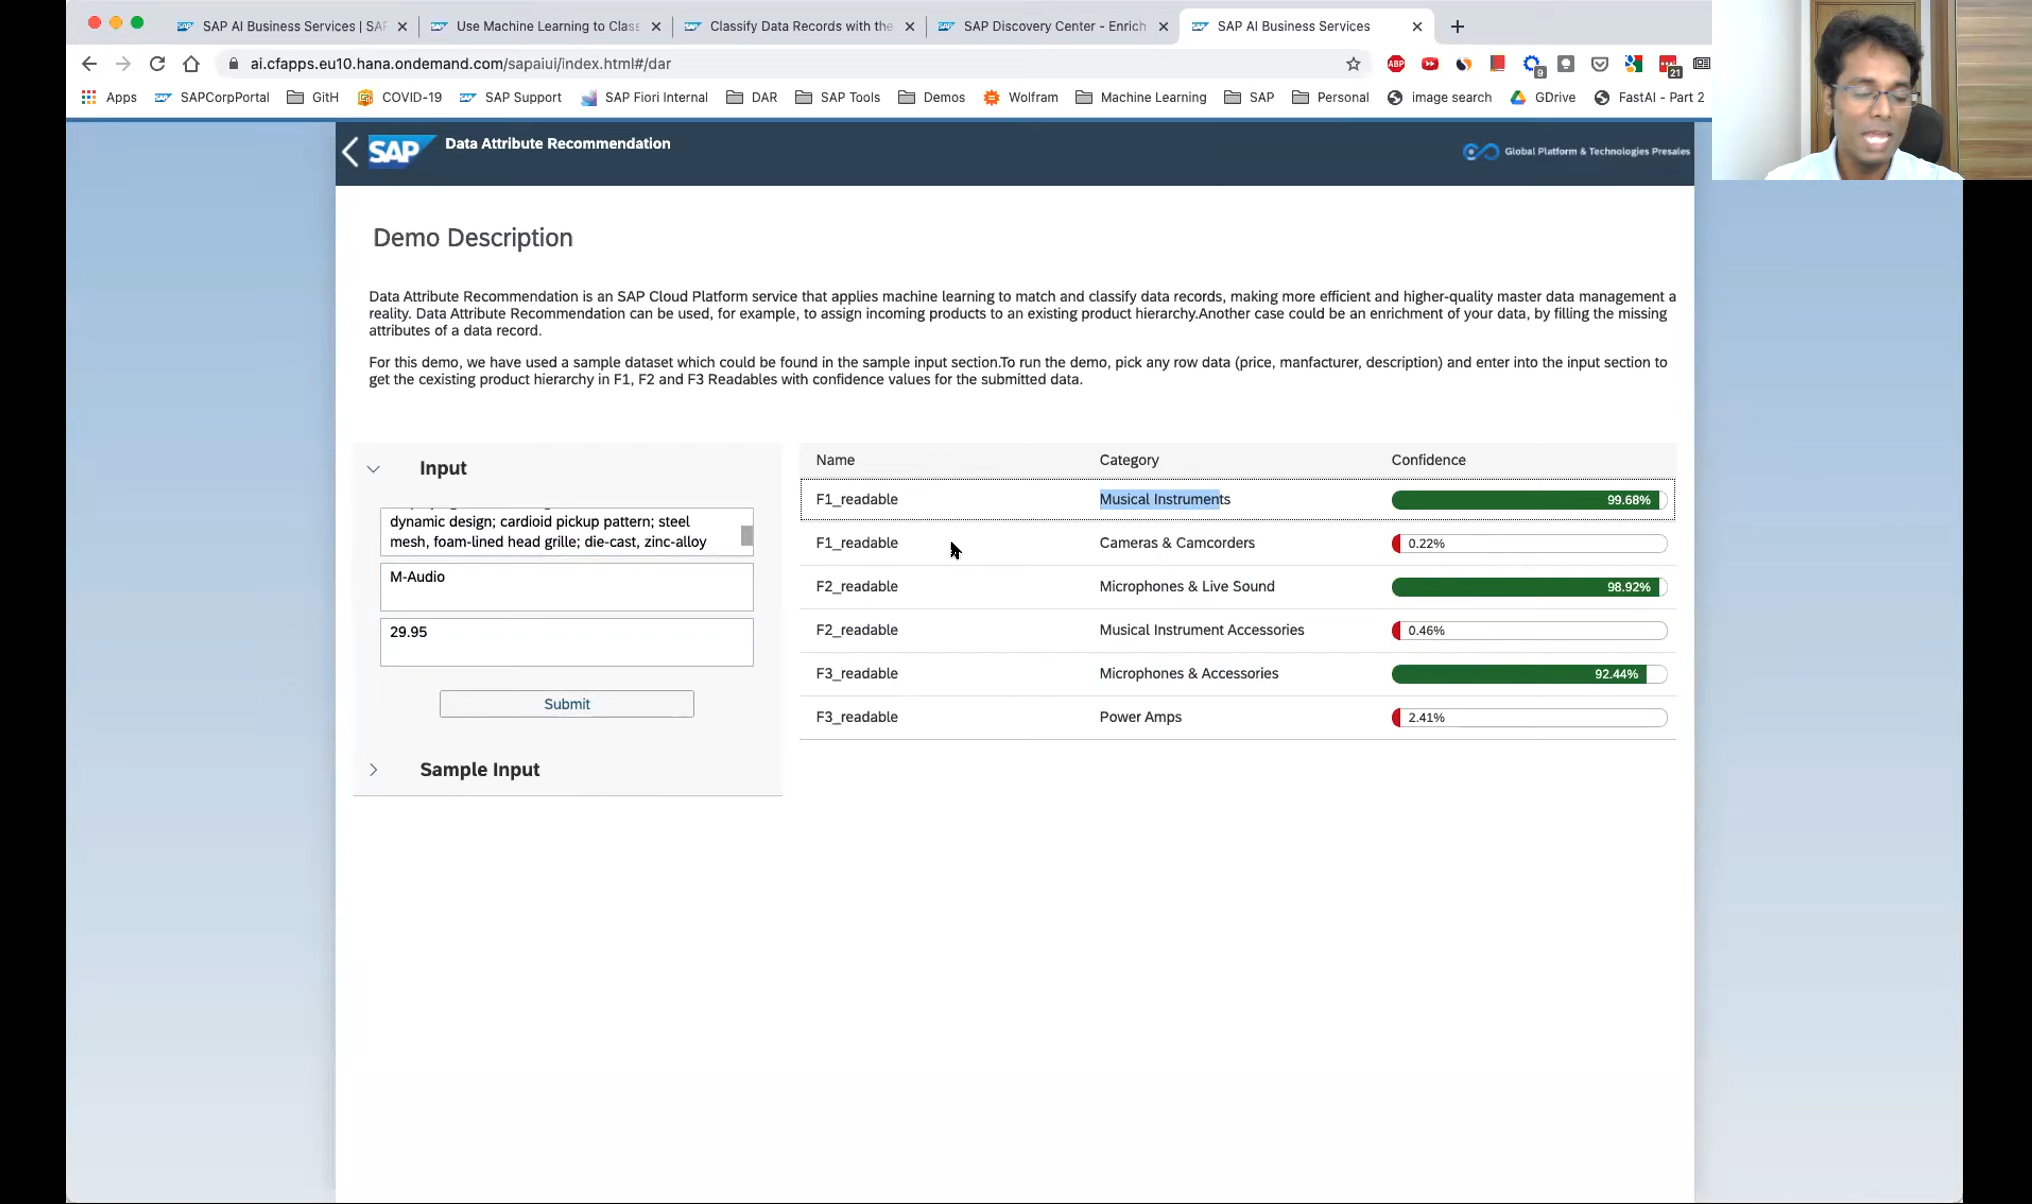 SAP AI Business Services | SA
Use Machine Learning to Clas
Classify Data Records with the
SAP Discovery Center - Enrich
SAP AI Business Services
ai.cfapps.eu10.hana.ondemand.com/sapaiui/index.html#/dar
ABP
9
21
Apps
SAPCorpPortal
GitH
COVID-19
SAP Support
SAP Fiori Internal
DAR
SAP Tools
Demos
Wolfram
Machine Learning
SAP
Personal
image search
GDrive
FastAI - Part 2
SAP
Data Attribute Recommendation
Global Platform & Technologies Presales
Demo Description
Data Attribute Recommendation is an SAP Cloud Platform service that applies machine learning to match and classify data records, making more efficient and higher-quality master data management a
reality. Data Attribute Recommendation can be used, for example, to assign incoming products to an existing product hierarchy.Another case could be an enrichment of your data, by filling the missing
attributes of a data record.
For this demo, we have used a sample dataset which could be found in the sample input section.To run the demo, pick any row data (price, manfacturer, description) and enter into the input section to
get the cexisting product hierarchy in F1, F2 and F3 Readables with confidence values for the submitted data.
Input
dynamic design; cardioid pickup pattern; steel
mesh, foam-lined head grille; die-cast, zinc-alloy
M-Audio
29.95
Submit
Sample Input
Name Category Confidence
F1_readable Musical Instruments 99.68%
F1_readable Cameras & Camcorders 0.22%
F2_readable Microphones & Live Sound 98.92%
F2_readable Musical Instrument Accessories 0.46%
F3_readable Microphones & Accessories 92.44%
F3_readable Power Amps 2.41%